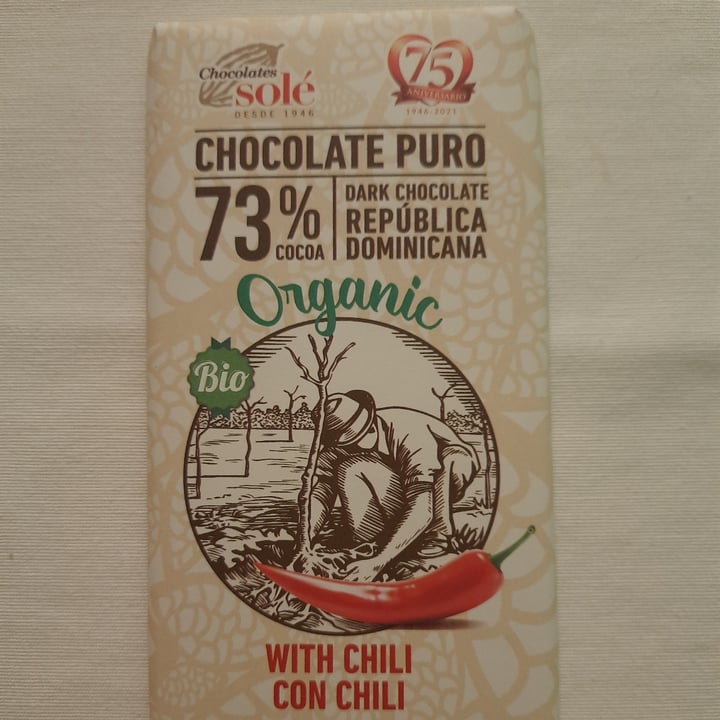 Chocolates
solé
DESDE 1946
75
ANIVERSARIO
1946-2021
CHOCOLATE PURO
73% COCOA
DARK CHOCOLATE
REPÚBLICA
DOMINICANA
Organic
Bio
WITH CHILI
CON CHILI